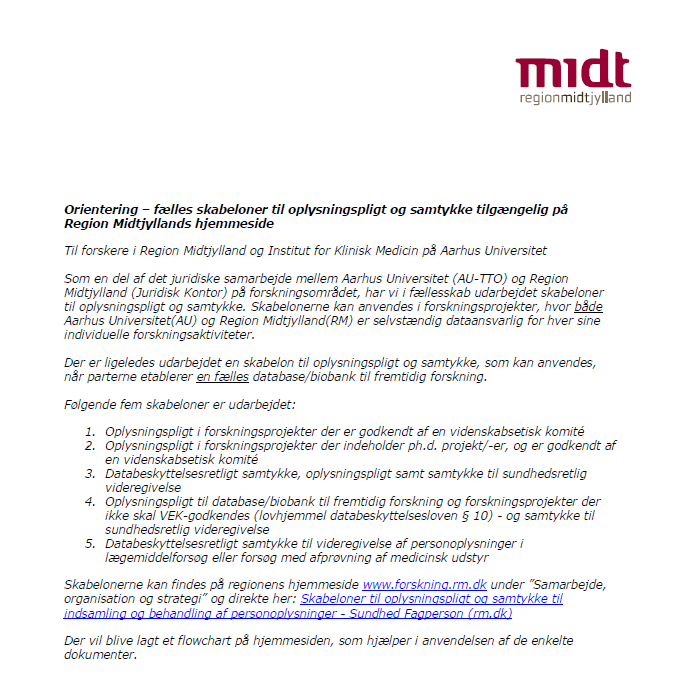 midt
regionmidtjylland
Orientering – fælles skabeloner til oplysningspligt og samtykke tilgængelig på
Region Midtjyllands hjemmeside
Til forskere i Region Midtjylland og Institut for Klinisk Medicin på Aarhus Universitet
Som en del af det juridiske samarbejde mellem Aarhus Universitet (AU-TTO) og Region
Midtjylland (Juridisk Kontor) på forskningsområdet, har vi i fællesskab udarbejdet skabeloner
til oplysningspligt og samtykke. Skabelonerne kan anvendes i forskningsprojekter, hvor både
Aarhus Universitet(AU) og Region Midtjylland(RM) er selvstændig dataansvarlig for hver sine
individuelle forskningsaktiviteter.
Der er ligeledes udarbejdet en skabelon til oplysningspligt og samtykke, som kan anvendes,
når parterne etablerer en fælles database/biobank til fremtidig forskning.
Følgende fem skabeloner er udarbejdet:
1. Oplysningspligt i forskningsprojekter der er godkendt af en videnskabsetisk komité
2. Oplysningspligt i forskningsprojekter der indeholder ph.d. projekt/-er, og er godkendt af
en videnskabsetisk komité
3. Databeskyttelsesretligt samtykke, oplysningspligt samt samtykke til sundhedsretlig
videregivelse
4. Oplysningspligt til database/biobank til fremtidig forskning og forskningsprojekter der
ikke skal VEK-godkendes (lovhjemmel databeskyttelsesloven § 10) - og samtykke til
sundhedsretlig videregivelse
5. Databeskyttelsesretligt samtykke til videregivelse af personoplysninger i
lægemiddelforsøg eller forsøg med afprøvning af medicinsk udstyr
Skabelonerne kan findes på regionens hjemmeside www.forskning.rm.dk under ”Samarbejde,
organisation og strategi” og direkte her: Skabeloner til oplysningspligt og samtykke til
indsamling og behandling af personoplysninger - Sundhed Fagperson (rm.dk)
Der vil blive lagt et flowchart på hjemmesiden, som hjælper i anvendelsen af de enkelte
dokumenter.